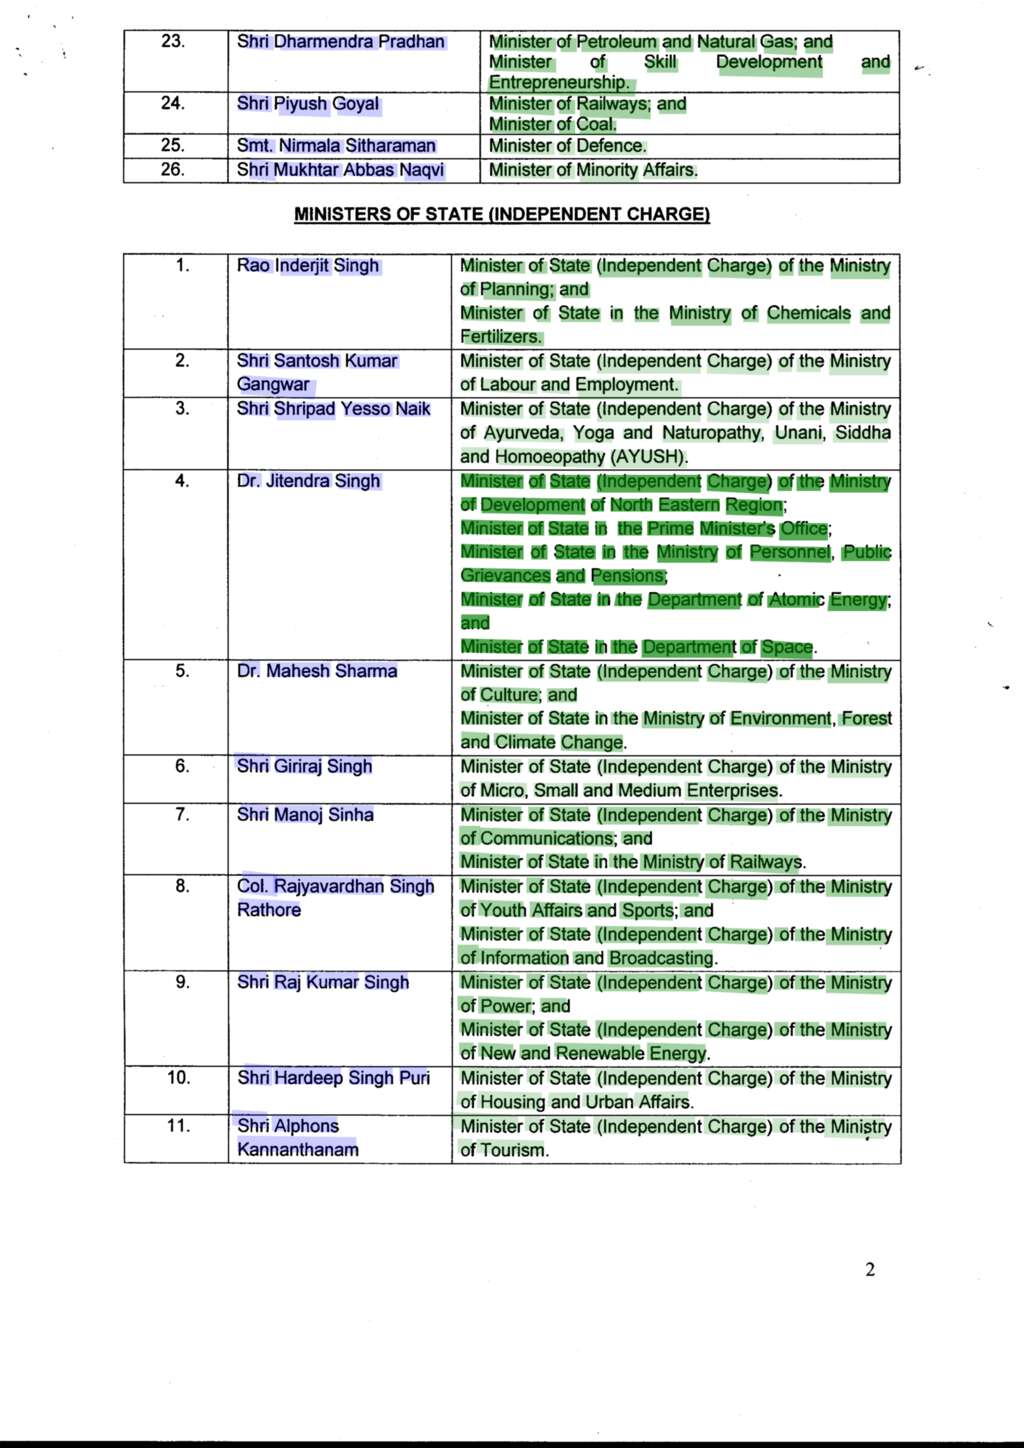 23. Shri Dharmendra Pradhan Minister of Petroleum and Natural Gas; and
Minister of Skill Development and
Entrepreneurship.
24. Shri Piyush Goyal Minister of Railways; and
Minister of Coal.
25. Smt. Nirmala Sitharaman Minister of Defence.
26. Shri Mukhtar Abbas Naqvi Minister of Minority Affairs.
MINISTERS OF STATE (INDEPENDENT CHARGE)
1. Rao Inderjit Singh Minister of State (Independent Charge) of the Ministry
of Planning; and
Minister of State in the Ministry of Chemicals and
Fertilizers.
2. Shri Santosh Kumar Minister of State (Independent Charge) of the Ministry
Gangwar of Labour and Employment.
3. Shri Shripad Yesso Naik Minister of State (Independent Charge) of the Ministry
of Ayurveda, Yoga and Naturopathy, Unani, Siddha
and Homoeopathy (AYUSH).
4. Dr. Jitendra Singh Minister of State (Independent Charge) of the Ministry
of Development of North Eastern Region;
Minister of State in the Prime Minister's Office;
Minister of State in the Ministry of Personnel, Public
Grievances and Pensions;
Minister of State in the Department of Atomic Energy;
and
Minister of State in the Department of Space.
5. Dr. Mahesh Sharma Minister of State (Independent Charge) of the Ministry
of Culture; and
Minister of State in the Ministry of Environment, Forest
and Climate Change.
6. Shri Giriraj Singh Minister of State (Independent Charge) of the Ministry
of Micro, Small and Medium Enterprises.
7. Shri Manoj Sinha Minister of State (Independent Charge) of the Ministry
of Communications; and
Minister of State in the Ministry of Railways.
8. Col. Rajyavardhan Singh Minister of State (Independent Charge) of the Ministry
Rathore of Youth Affairs and Sports; and
Minister of State (Independent Charge) of the Ministry
of Information and Broadcasting.
9. Shri Raj Kumar Singh Minister of State (Independent Charge) of the Ministry
of Power; and
Minister of State (Independent Charge) of the Ministry
of New and Renewable Energy.
10. Shri Hardeep Singh Puri Minister of State (Independent Charge) of the Ministry
of Housing and Urban Affairs.
11. Shri Alphons Minister of State (Independent Charge) of the Ministry
Kannanthanam of Tourism.
2